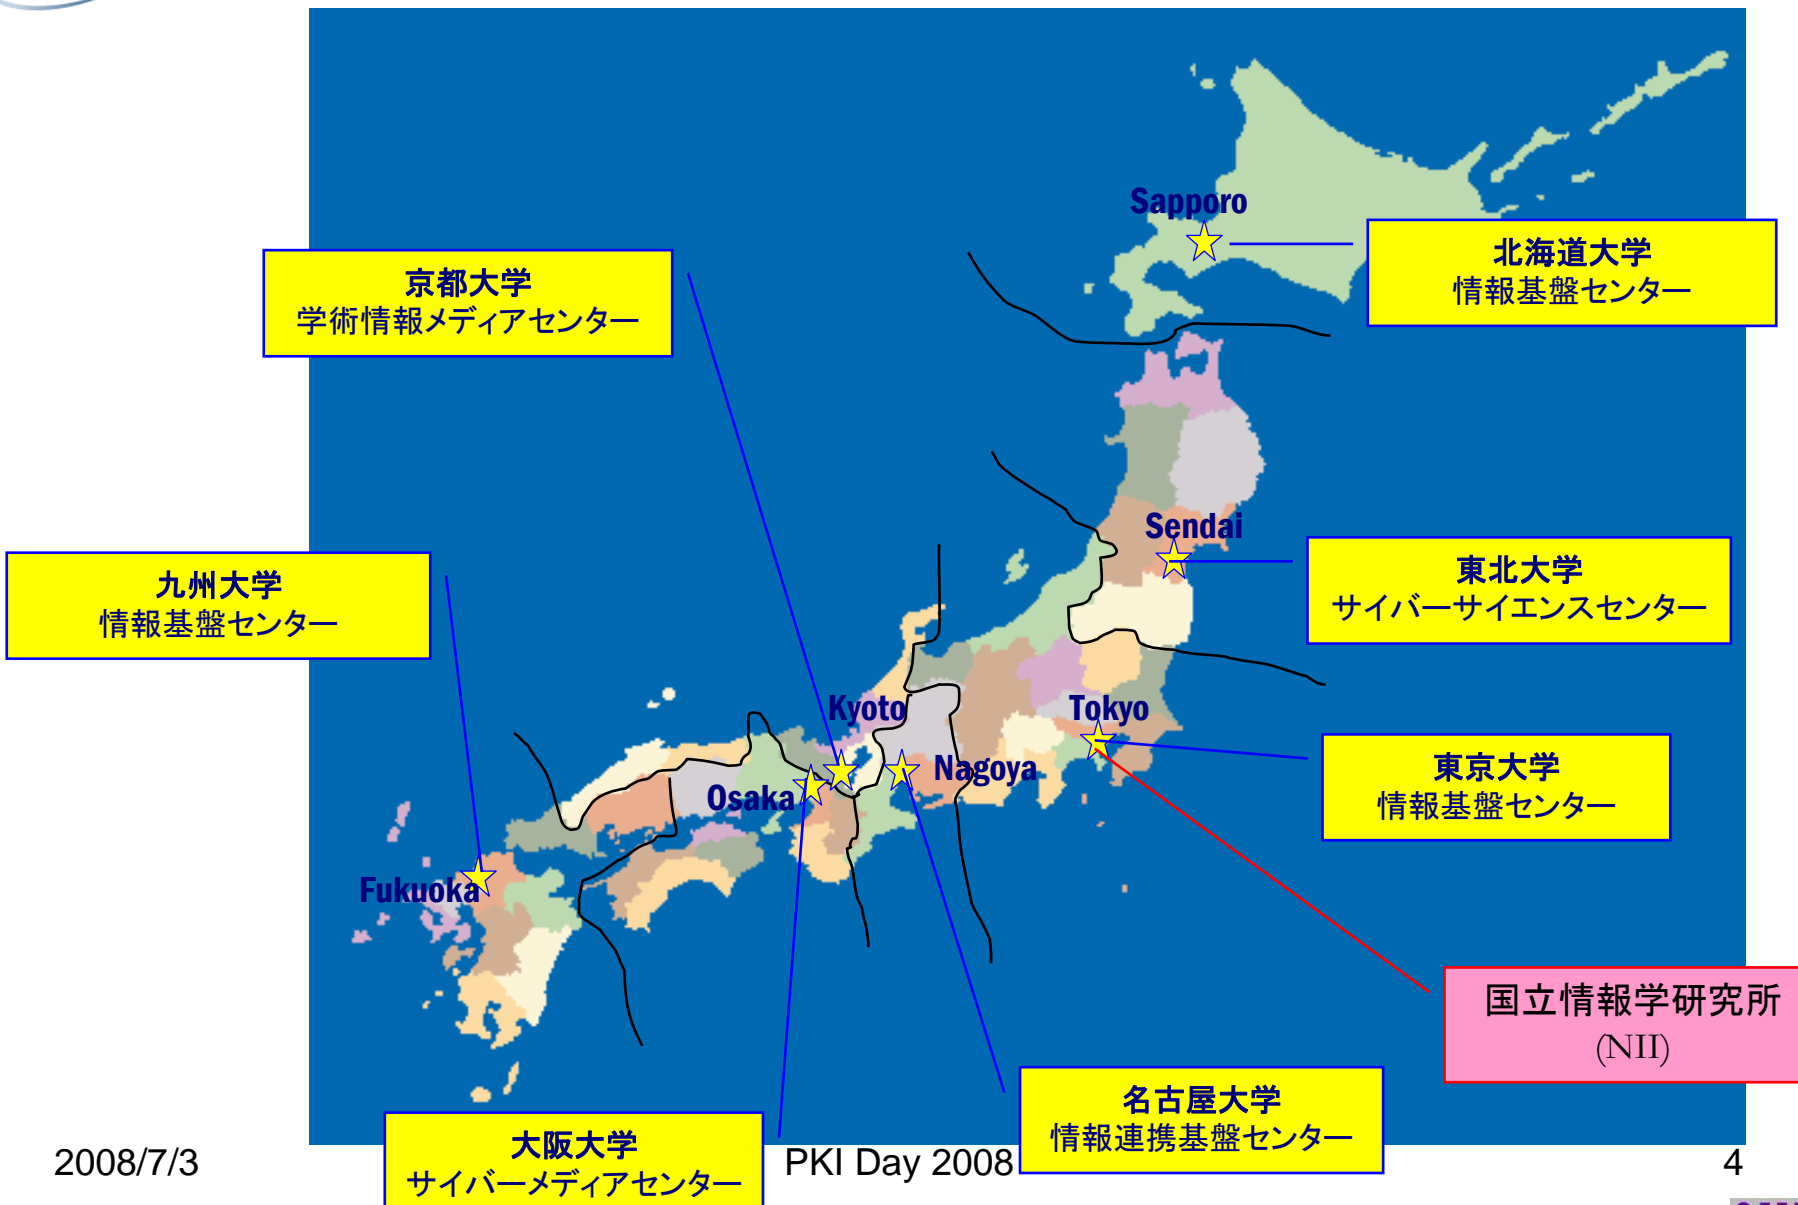 Sapporo
北海道大学
情報基盤センター
京都大学
学術情報メディアセンター
Sendai
東北大学
サイバーサイエンスセンター
九州大学
情報基盤センター
Kyoto
Tokyo
東京大学
情報基盤センター
Nagoya
Osaka
Fukuoka
国立情報学研究所
(NII)
名古屋大学
情報連携基盤センター
大阪大学
サイバーメディアセンター
2008/7/3
PKI Day 2008
4